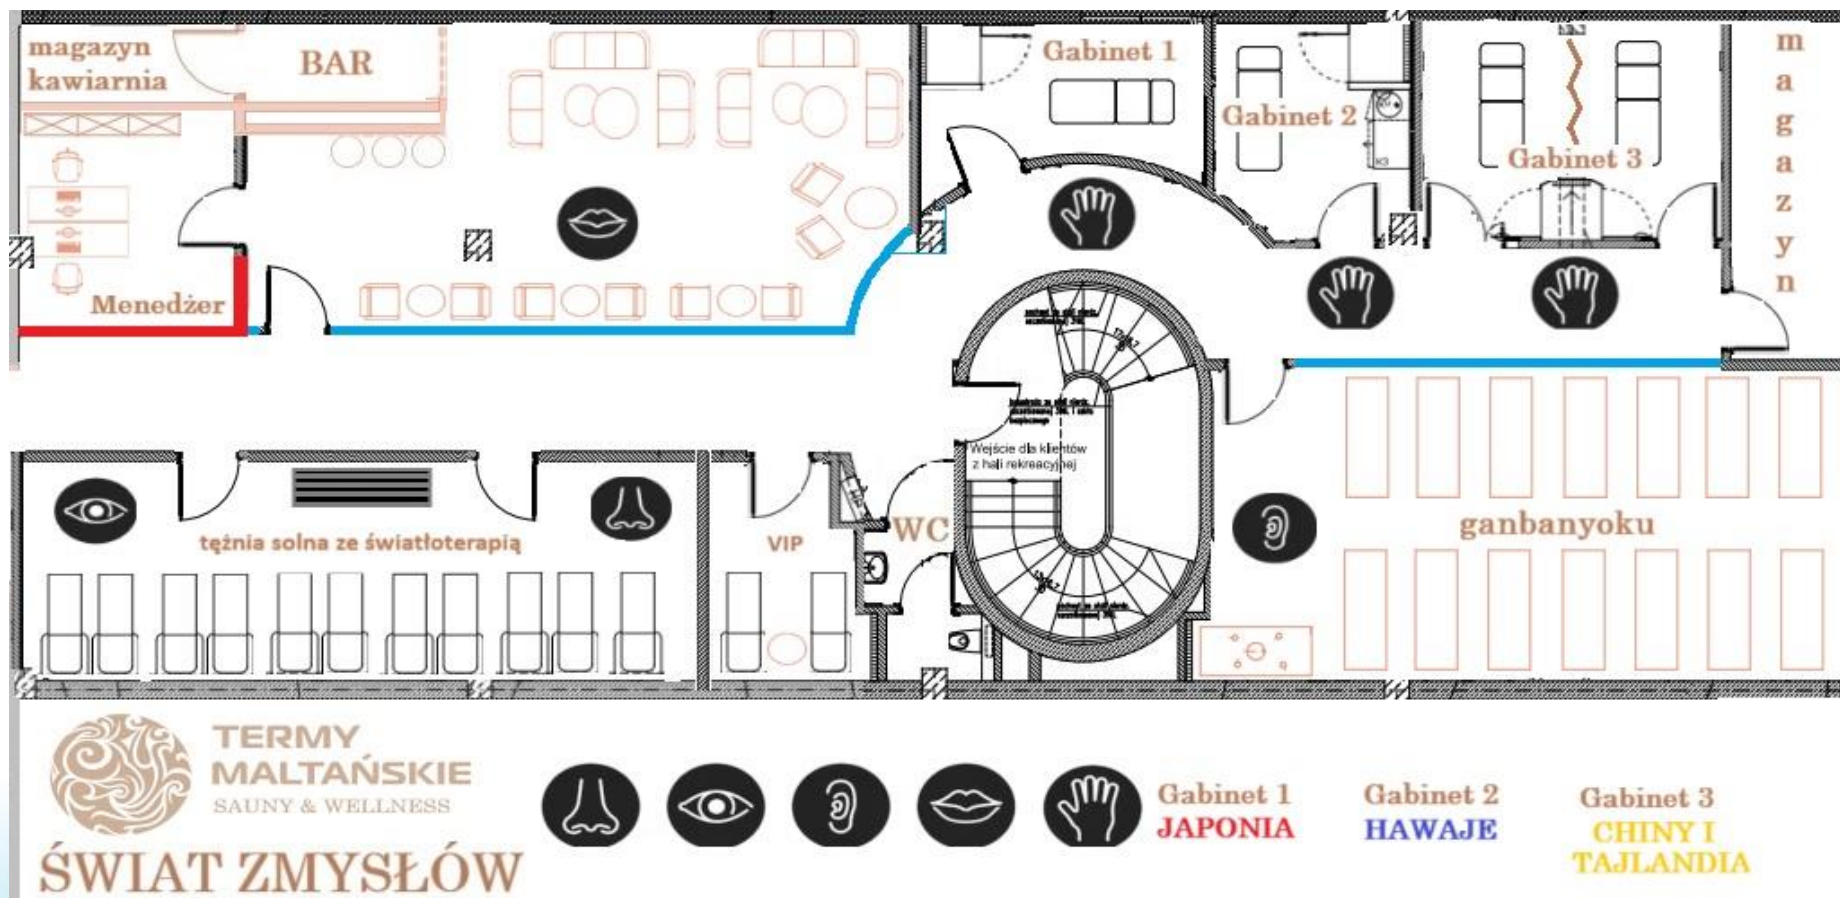 magazyn
kawiarnia
BAR
Gabinet 1
Gabinet 2
Gabinet 3
m
a
g
a
z
y
n
Menedżer
Wejście dla klientów
z hali rekreacyjnej
tężnia solna ze światłoterapią
VIP
WC
ganbanyoku
TERMY
MALTAŃSKIE
SAUNY & WELLNESS
ŚWIAT ZMYSŁÓW
Gabinet 1
JAPONIA
Gabinet 2
HAWAJE
Gabinet 3
CHINY I
TAJLANDIA